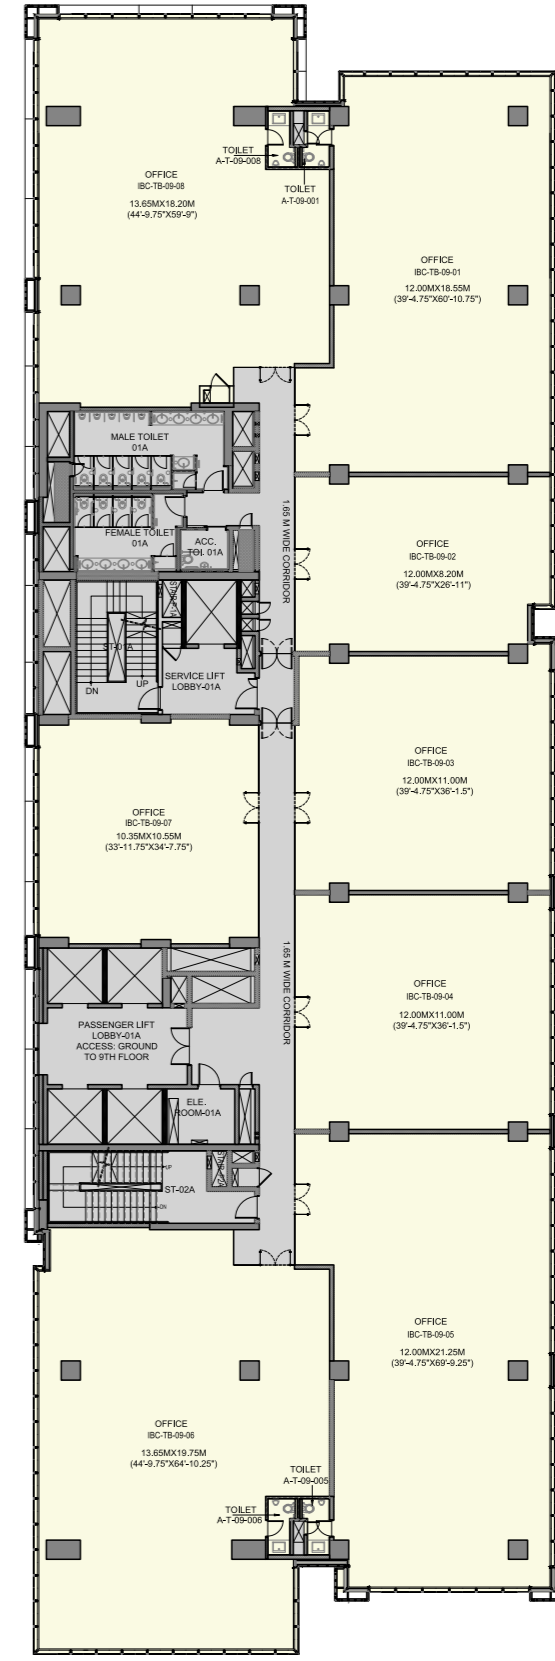 OFFICE
IBC-TB-09-08
13.65MX18.20M
(44'-9.75"X59'-9")
TOILET
A-T-09-008
TOILET
A-T-09-001
OFFICE
IBC-TB-09-01
12.00MX18.55M
(39'-4.75"X60'-10.75")
MALE TOILET
01A
FEMALE TOILET
01A
ACC.
TOI. 01A
1.65 M WIDE CORRIDOR
OFFICE
IBC-TB-09-02
12.00MX8.20M
(39'-4.75"X26'-11")
ST-01A
DN
UP
SERVICE LIFT
LOBBY-01A
OFFICE
IBC-TB-09-03
12.00MX11.00M
(39'-4.75"X36'-1.5")
OFFICE
IBC-TB-09-07
10.35MX10.55M
(33'-11.75"X34'-7.75")
1.65 M WIDE CORRIDOR
OFFICE
IBC-TB-09-04
12.00MX11.00M
(39'-4.75"X36'-1.5")
PASSENGER LIFT
LOBBY-01A
ACCESS: GROUND
TO 9TH FLOOR
ELE.
ROOM-01A
UP
ST-02A
DN
OFFICE
IBC-TB-09-05
12.00MX21.25M
(39'-4.75"X69'-9.25")
OFFICE
IBC-TB-09-06
13.65MX19.75M
(44'-9.75"X64'-10.25")
TOILET
A-T-09-005
TOILET
A-T-09-006